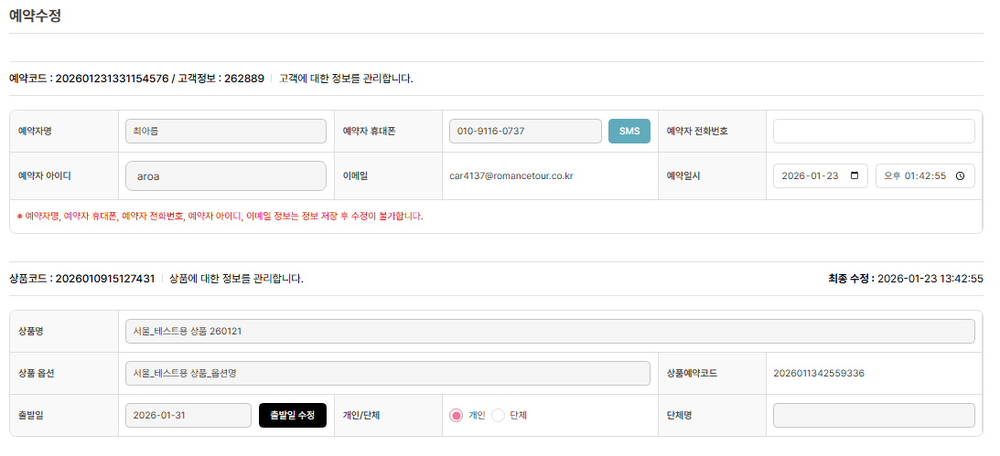 예약수정
예약코드 : 202601231331154576 / 고객정보 : 262889 | 고객에 대한 정보를 관리합니다.
예약자명 최아름 예약자 휴대폰 010-9116-0737 SMS 예약자 전화번호
예약자 아이디 aroa 이메일 car4137@romancetour.co.kr 예약일시 2026-01-23 오후 01:42:55
※ 예약자명, 예약자 휴대폰, 예약자 전화번호, 예약자 아이디, 이메일 정보는 정보 저장 후 수정이 불가합니다.
상품코드 : 2026010915127431 | 상품에 대한 정보를 관리합니다. 최종 수정 : 2026-01-23 13:42:55
상품명 서울_테스트용 상품 260121
상품 옵션 서울_테스트용 상품_옵션명 상품예약코드 2026011342559336
출발일 2026-01-31 출발일 수정 개인/단체 개인 단체 단체명